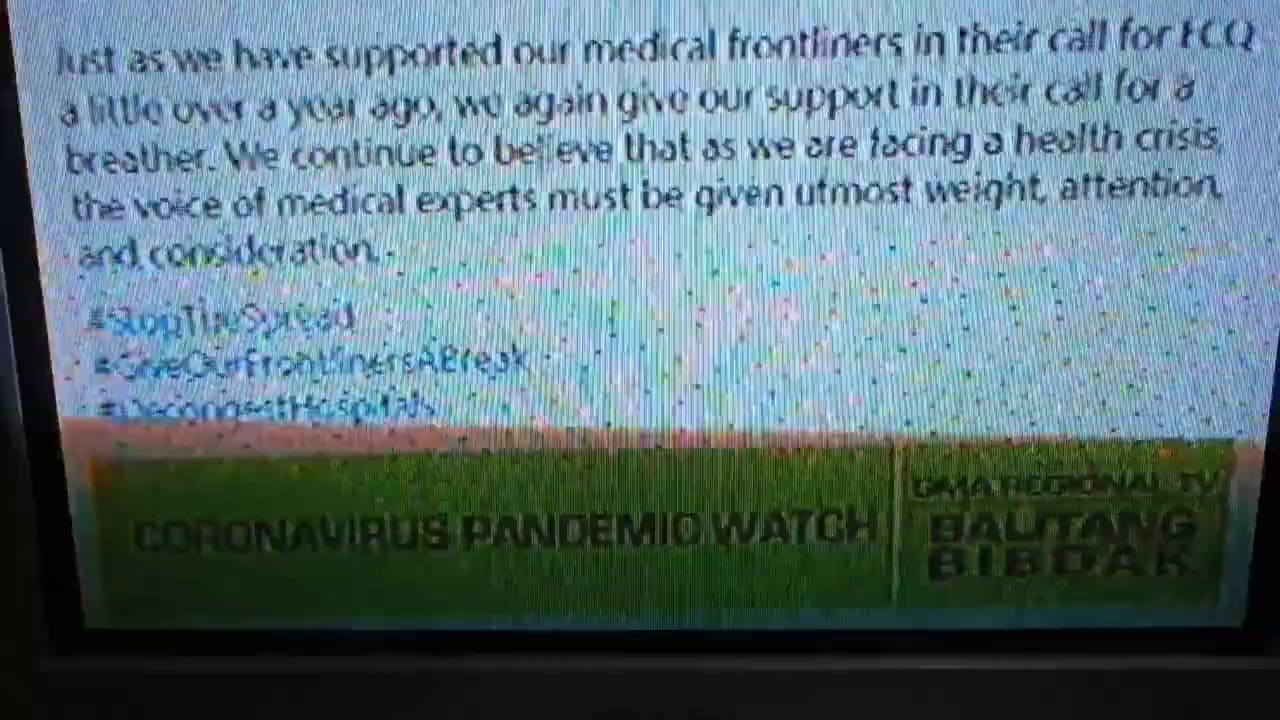 Just as we have supported our medical frontliners in their call for ECQ
a little over a year ago, we again give our support in their call for a
breather. We continue to believe that as we are facing a health crisis,
the voice of medical experts must be given utmost weight, attention,
and consideration.
#StopTheSpread
#GiveOurFrontlinersABreak
#DecongestHospitals
CORONAVIRUS PANDEMIC WATCH
GMA REGIONAL TV
BALITANG
BISDAK